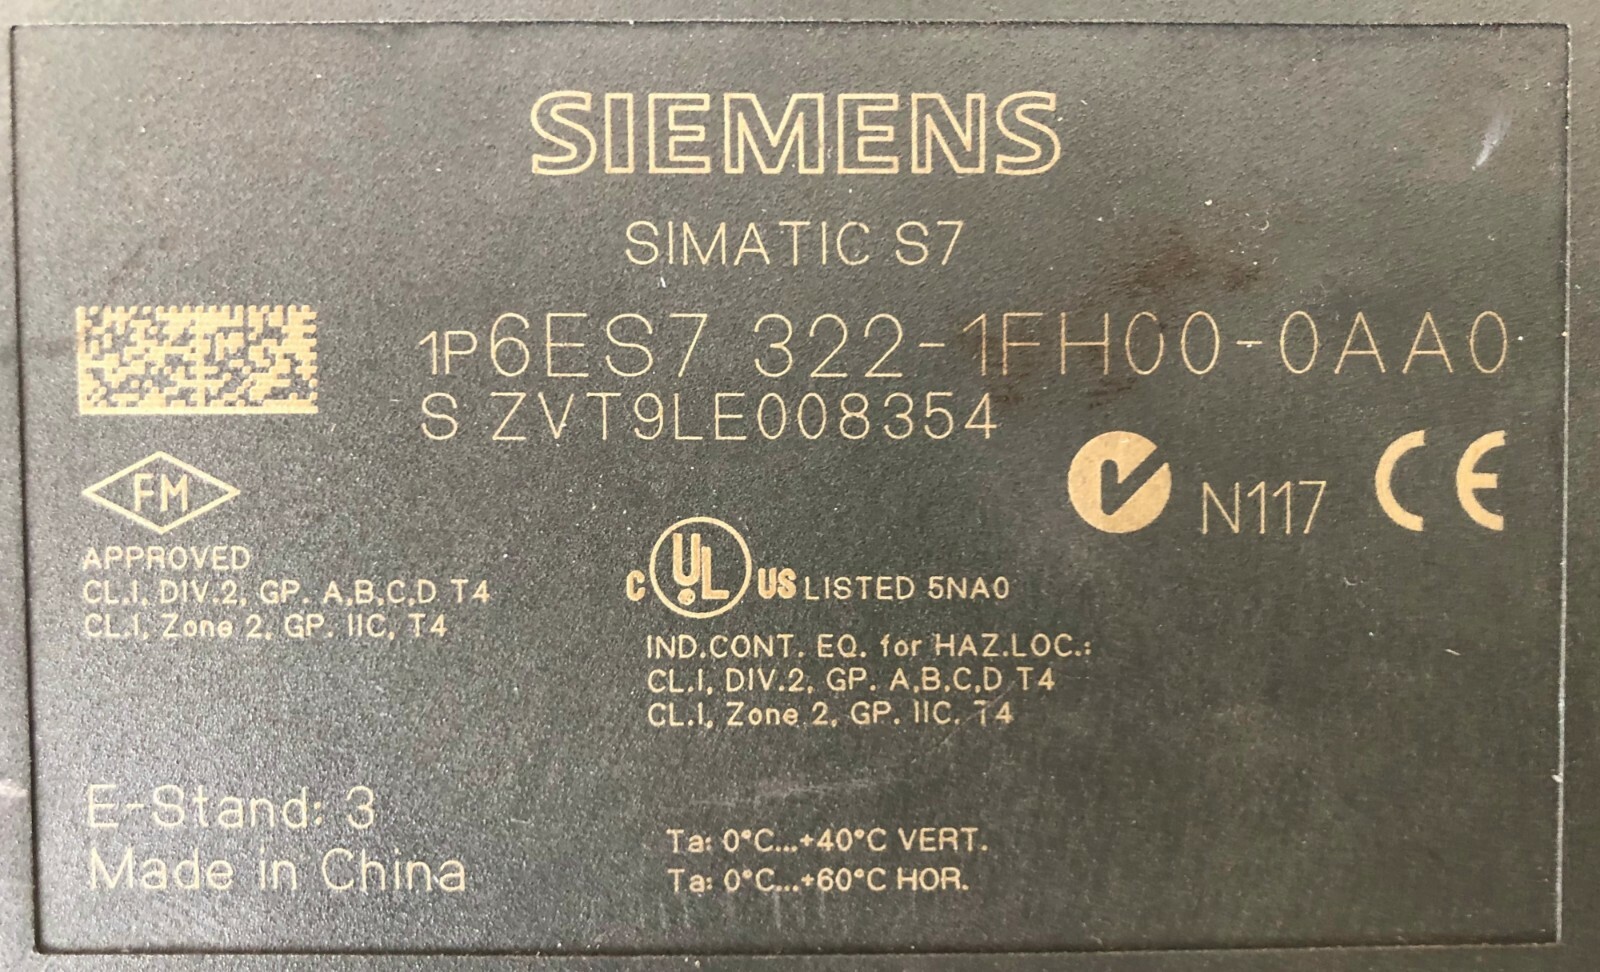 SIEMENS
SIMATIC S7
1P6ES7 322-1FH00-0AA0
S ZVT9LE008354
N117 CE
FM
APPROVED
CL.I, DIV.2, GP. A,B,C,D T4
CL.I, Zone 2, GP. IIC, T4
C UL US LISTED 5NA0
IND.CONT. EQ. for HAZ.LOC.:
CL.I, DIV.2, GP. A,B,C,D T4
CL.I, Zone 2, GP. IIC. T4
E-Stand: 3
Made in China
Ta: 0°C...+40°C VERT.
Ta: 0°C...+60°C HOR.